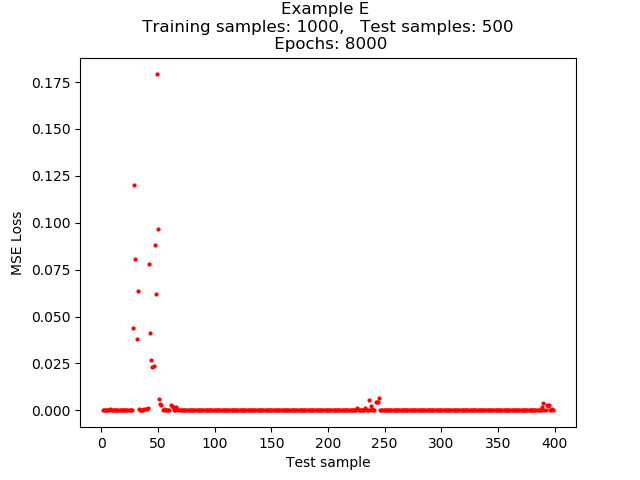 Example E
Training samples: 1000,   Test samples: 500
Epochs: 8000
0.175
0.150
0.125
0.100
0.075
0.050
0.025
0.000
MSE Loss
0 50 100 150 200 250 300 350 400
Test sample